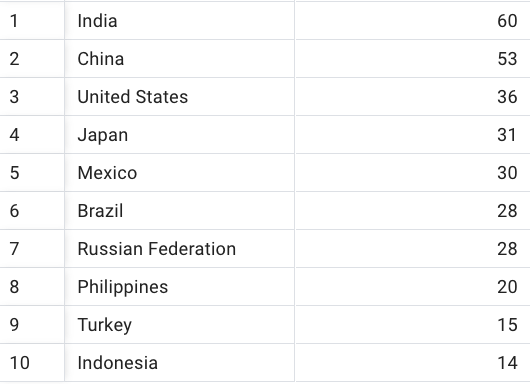 1 India 60
2 China 53
3 United States 36
4 Japan 31
5 Mexico 30
6 Brazil 28
7 Russian Federation 28
8 Philippines 20
9 Turkey 15
10 Indonesia 14